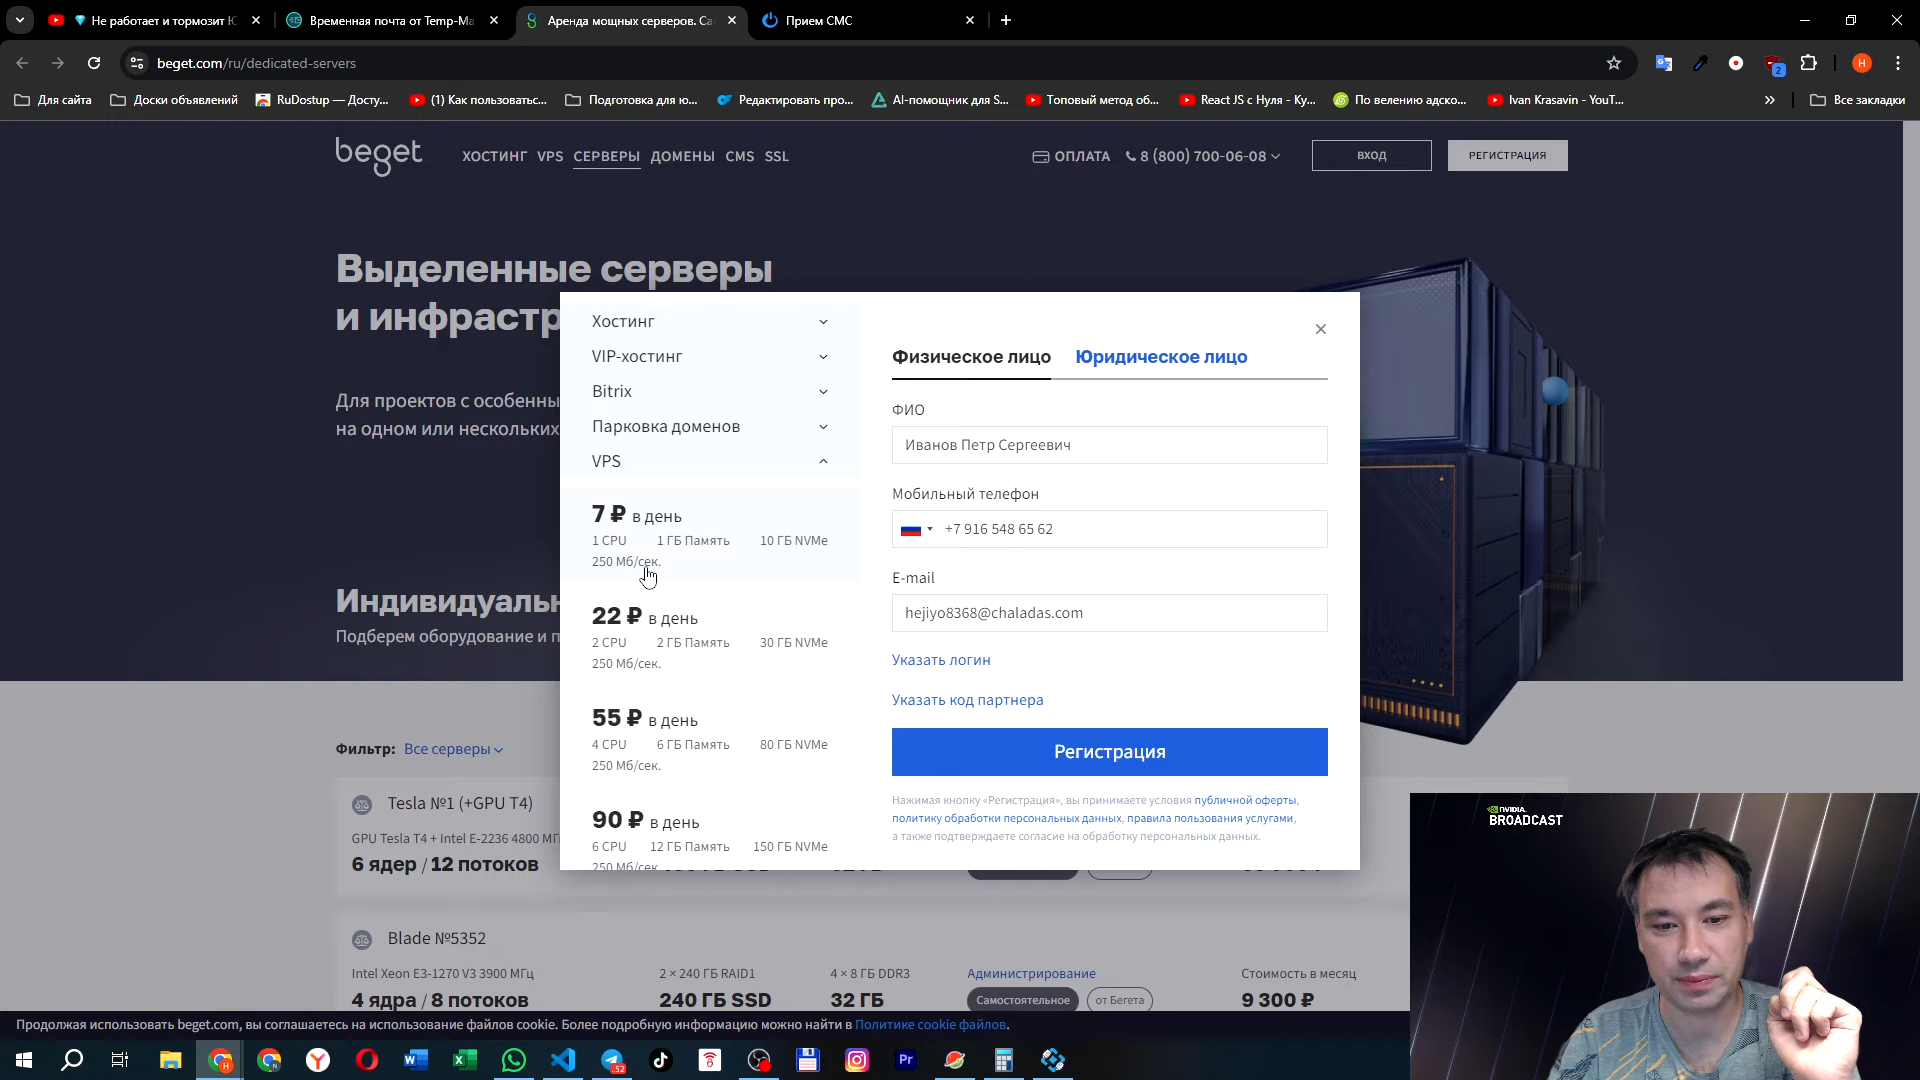 Не работает и тормозит Ю
Временная почта от Temp-Ma
Аренда мощных серверов. Са
Прием СМС
beget.com/ru/dedicated-servers
Для сайта
Доски объявлений
RuDostup — Досту...
(1) Как пользоватьс...
Подготовка для ю...
Редактировать про...
AI-помощник для S...
Топовый метод об...
React JS с Нуля - Ку...
По велению адско...
Ivan Krasavin - YouT...
Все закладки
beget
ХОСТИНГ VPS СЕРВЕРЫ ДОМЕНЫ CMS SSL
ОПЛАТА
8 (800) 700-06-08
ВХОД
РЕГИСТРАЦИЯ
Выделенные серверы
и инфрастр
Для проектов с особенны
на одном или нескольких
Индивидуальн
Подберем оборудование и п
Хостинг
VIP-хостинг
Bitrix
Парковка доменов
VPS
7 ₽ в день
1 CPU 1 ГБ Память 10 ГБ NVMe
250 Мб/сек.
22 ₽ в день
2 CPU 2 ГБ Память 30 ГБ NVMe
250 Мб/сек.
55 ₽ в день
4 CPU 6 ГБ Память 80 ГБ NVMe
250 Мб/сек.
90 ₽ в день
6 CPU 12 ГБ Память 150 ГБ NVMe
250 Мб/сек
Физическое лицо
Юридическое лицо
ФИО
Иванов Петр Сергеевич
Мобильный телефон
+7 916 548 65 62
E-mail
hejiyo8368@chaladas.com
Указать логин
Указать код партнера
Регистрация
Нажимая кнопку «Регистрация», вы принимаете условия публичной оферты,
политику обработки персональных данных, правила пользования услугами,
а также подтверждаете согласие на обработку персональных данных.
Фильтр: Все серверы
Tesla №1 (+GPU T4)
GPU Tesla T4 + Intel E-2236 4800 МГ
6 ядер / 12 потоков
Blade №5352
Intel Xeon E3-1270 V3 3900 МГц
4 ядра / 8 потоков
2 × 240 ГБ RAID1
240 ГБ SSD
4 × 8 ГБ DDR3
32 ГБ
Администрирование
Самостоятельное
от Бегета
Стоимость в месяц
9 300 ₽
Продолжая использовать beget.com, вы соглашаетесь на использование файлов cookie. Более подробную информацию можно найти в Политике cookie файлов.
NVIDIA.
BROADCAST